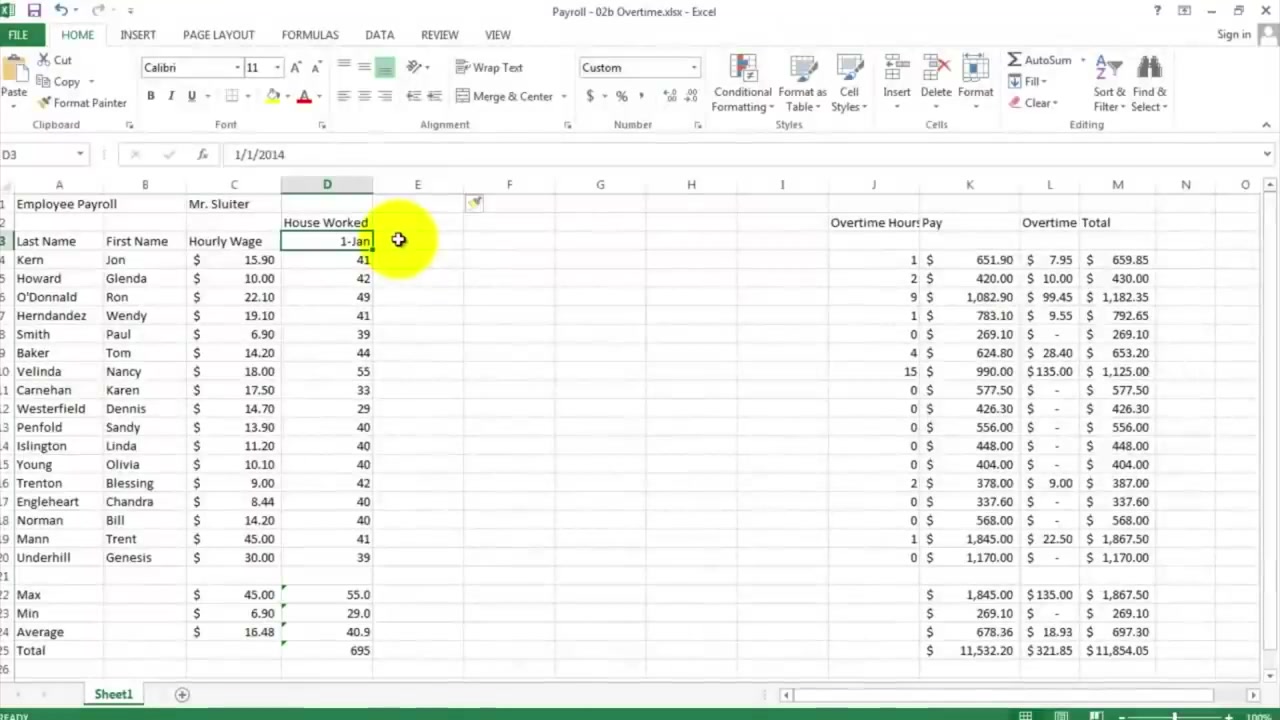 Payroll - 02b Overtime.xlsx - Excel
?
FILE HOME INSERT PAGE LAYOUT FORMULAS DATA REVIEW VIEW Sign in
Paste Cut Copy Format Painter Clipboard
Calibri 11 A A B I U A Font
Wrap Text Merge & Center Alignment
Custom $ % , .0 .00 Number
Conditional Formatting Format as Table Cell Styles Styles
Insert Delete Format Cells
AutoSum Fill Clear Sort & Filter Find & Select Editing
D3 fx 1/1/2014
A B C D E F G H I J K L M N O
1 Employee Payroll Mr. Sluiter
2 House Worked Overtime Hours Pay Overtime Total
3 Last Name First Name Hourly Wage 1-Jan
4 Kern Jon $ 15.90 41 1 $ 651.90 $ 7.95 $ 659.85
5 Howard Glenda $ 10.00 42 2 $ 420.00 $ 10.00 $ 430.00
6 O'Donnald Ron $ 22.10 49 9 $ 1,082.90 $ 99.45 $ 1,182.35
7 Herndandez Wendy $ 19.10 41 1 $ 783.10 $ 9.55 $ 792.65
8 Smith Paul $ 6.90 39 0 $ 269.10 $ - $ 269.10
9 Baker Tom $ 14.20 44 4 $ 624.80 $ 28.40 $ 653.20
10 Velinda Nancy $ 18.00 55 15 $ 990.00 $ 135.00 $ 1,125.00
11 Carnehan Karen $ 17.50 33 0 $ 577.50 $ - $ 577.50
12 Westerfield Dennis $ 14.70 29 0 $ 426.30 $ - $ 426.30
13 Penfold Sandy $ 13.90 40 0 $ 556.00 $ - $ 556.00
14 Islington Linda $ 11.20 40 0 $ 448.00 $ - $ 448.00
15 Young Olivia $ 10.10 40 0 $ 404.00 $ - $ 404.00
16 Trenton Blessing $ 9.00 42 2 $ 378.00 $ 9.00 $ 387.00
17 Engleheart Chandra $ 8.44 40 0 $ 337.60 $ - $ 337.60
18 Norman Bill $ 14.20 40 0 $ 568.00 $ - $ 568.00
19 Mann Trent $ 45.00 41 1 $ 1,845.00 $ 22.50 $ 1,867.50
20 Underhill Genesis $ 30.00 39 0 $ 1,170.00 $ - $ 1,170.00
21
22 Max $ 45.00 55.0 $ 1,845.00 $ 135.00 $ 1,867.50
23 Min $ 6.90 29.0 $ 269.10 $ - $ 269.10
24 Average $ 16.48 40.9 $ 678.36 $ 18.93 $ 697.30
25 Total 695 $ 11,532.20 $ 321.85 $ 11,854.05
26
Sheet1
READY 100%